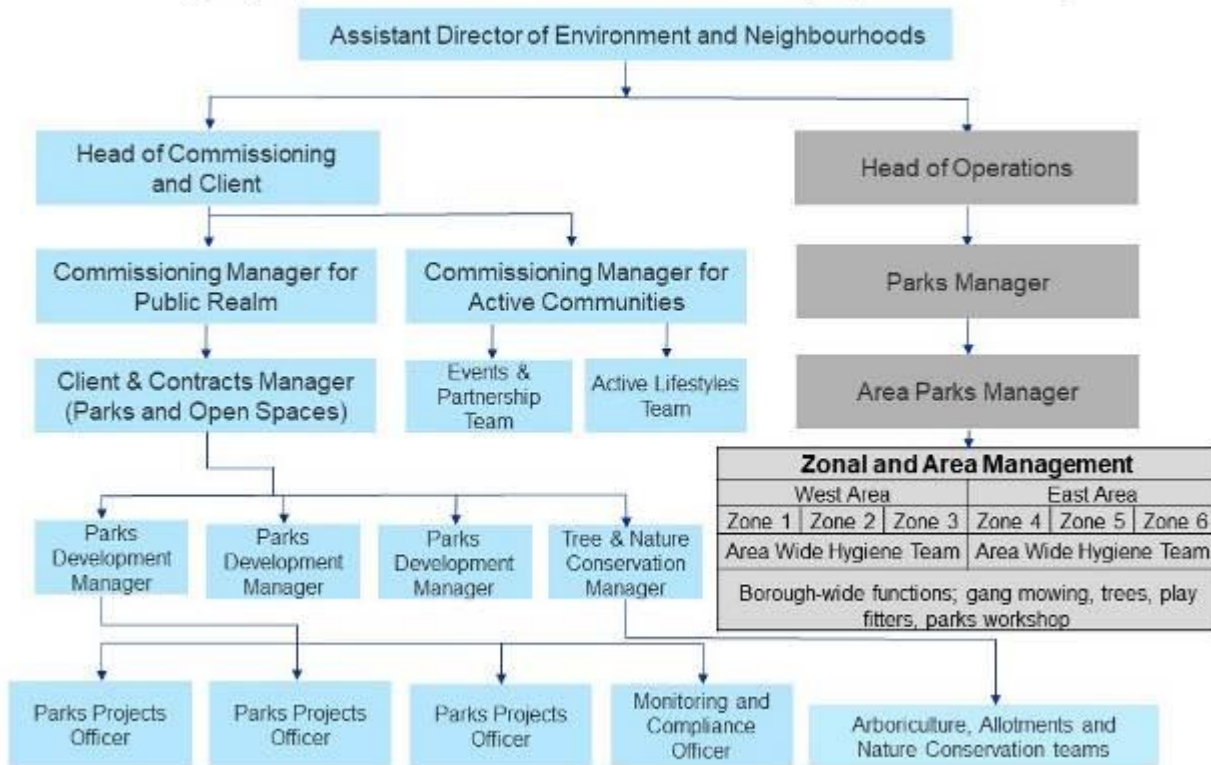 Assistant Director of Environment and Neighbourhoods
Head of Commissioning
and Client
Head of Operations
Commissioning Manager for
Public Realm
Commissioning Manager for
Active Communities
Parks Manager
Client & Contracts Manager
(Parks and Open Spaces)
Events &
Partnership
Team
Active Lifestyles
Team
Area Parks Manager
Zonal and Area Management
West Area
East Area
Zone 1 Zone 2 Zone 3 Zone 4 Zone 5 Zone 6
Area Wide Hygiene Team
Area Wide Hygiene Team
Borough-wide functions; gang mowing, trees, play
fitters, parks workshop
Parks
Development
Manager
Parks
Development
Manager
Parks
Development
Manager
Tree & Nature
Conservation
Manager
Parks Projects
Officer
Parks Projects
Officer
Parks Projects
Officer
Monitoring and
Compliance
Officer
Arboriculture, Allotments and
Nature Conservation teams